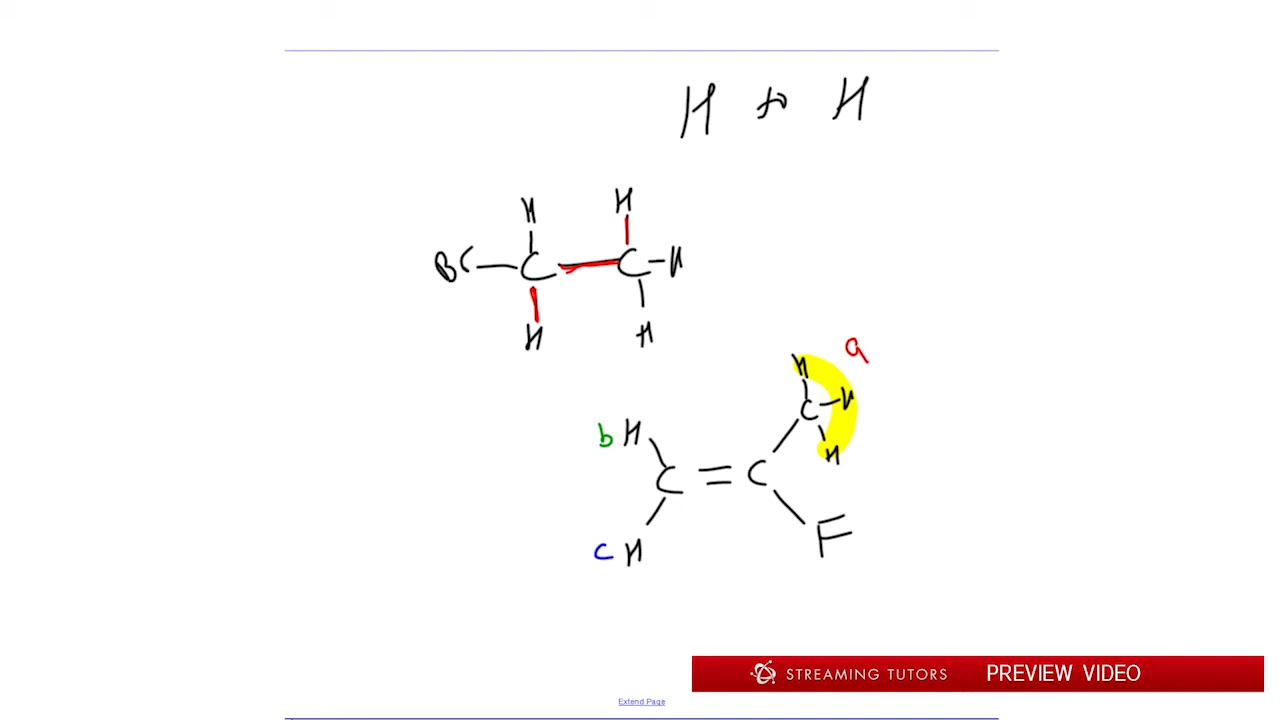 H to H
H H
Br C C H
H H
H a
C H
b H H
C = C
c H F
STREAMING TUTORS PREVIEW VIDEO
Extend Page